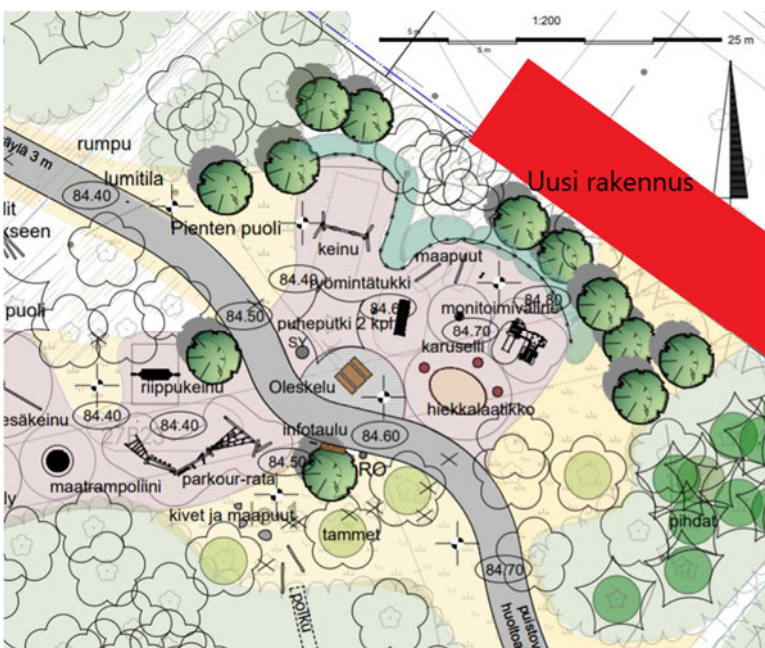 1:200
5 m
5 m
25 m
Uusi rakennus
rumpu
lumitila
84.40
Pienten puoli
keinu
maapuut
84.40
ryömintätukki
84.50
84.80
puheputki 2 kpl
84.70
SY
karuselli
puoli
riippukeinu
Oleskelu
hiekkalaatikko
84.40
84.40
infotaulu
84.60
84.50
RO
maatrampoliini
parkour-rata
kivet ja maapuut
tammet
pihdat
84.70
polku